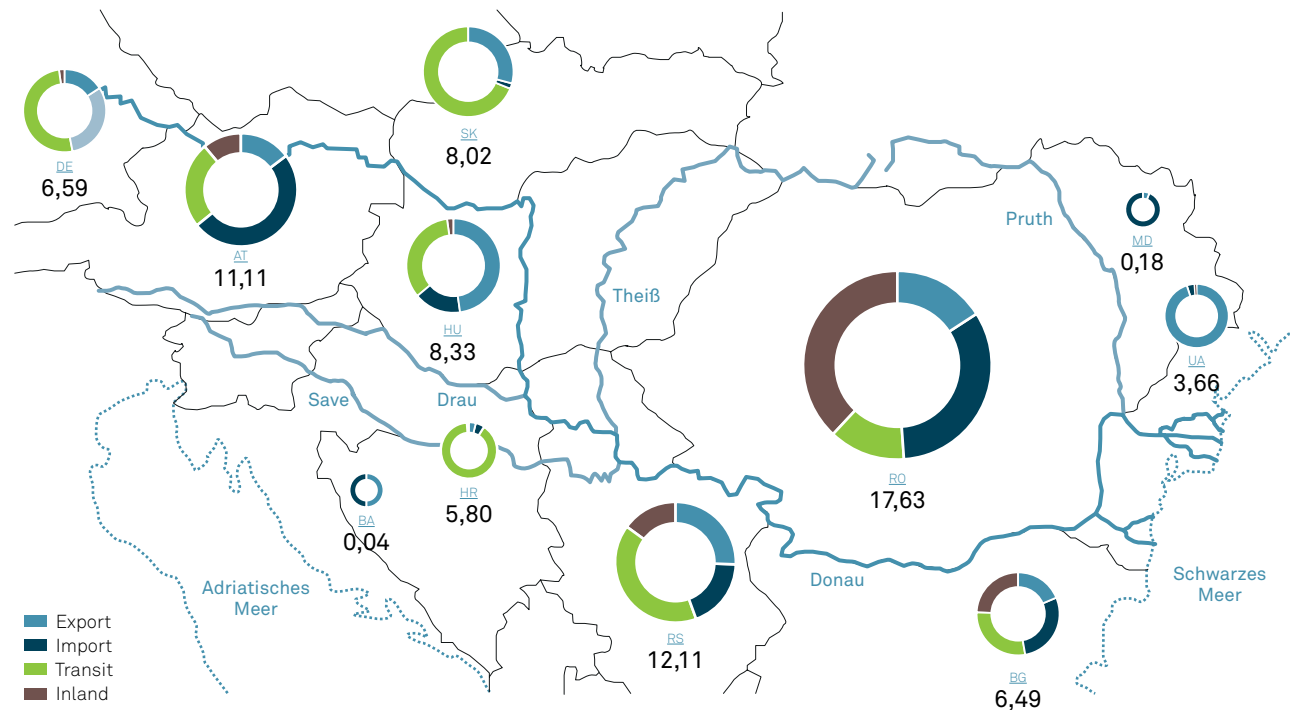 SK
8,02
DE
6,59
AT
11,11
HU
8,33
Theiß
Pruth
MD
0,18
UA
3,66
Save
Drau
HR
5,80
BA
0,04
RO
17,63
Adriatisches
Meer
RS
12,11
Donau
Schwarzes
Meer
BG
6,49
Export
Import
Transit
Inland